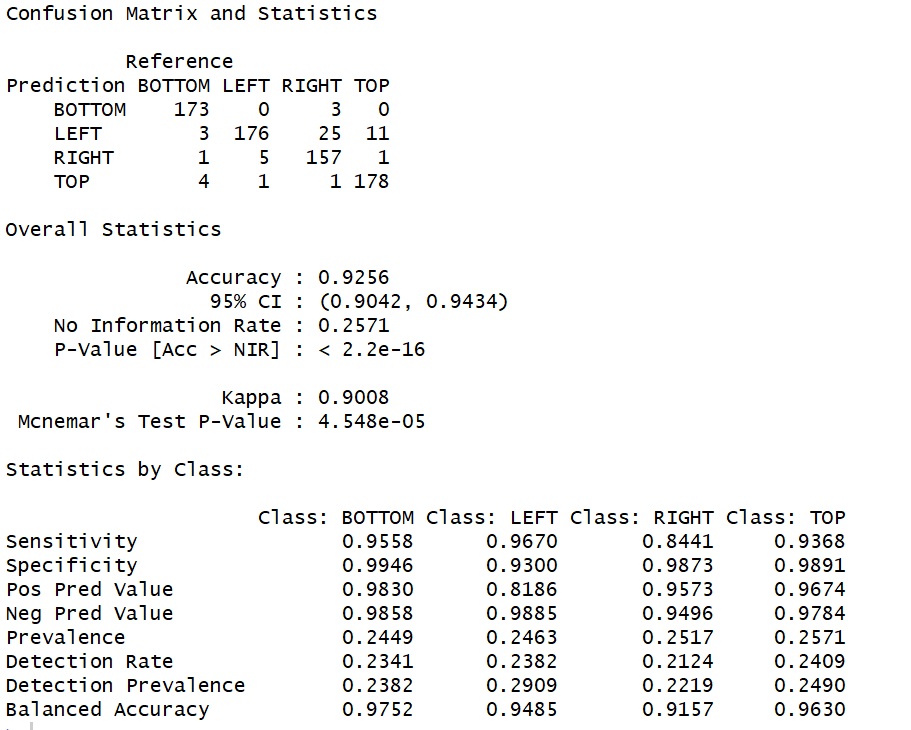 Confusion Matrix and Statistics
Reference
Prediction BOTTOM LEFT RIGHT TOP
BOTTOM 173 0 3 0
LEFT 3 176 25 11
RIGHT 1 5 157 1
TOP 4 1 1 178
Overall Statistics
Accuracy : 0.9256
95% CI : (0.9042, 0.9434)
No Information Rate : 0.2571
P-Value [Acc > NIR] : < 2.2e-16
Kappa : 0.9008
Mcnemar's Test P-Value : 4.548e-05
Statistics by Class:
Class: BOTTOM Class: LEFT Class: RIGHT Class: TOP
Sensitivity 0.9558 0.9670 0.8441 0.9368
Specificity 0.9946 0.9300 0.9873 0.9891
Pos Pred Value 0.9830 0.8186 0.9573 0.9674
Neg Pred Value 0.9858 0.9885 0.9496 0.9784
Prevalence 0.2449 0.2463 0.2517 0.2571
Detection Rate 0.2341 0.2382 0.2124 0.2409
Detection Prevalence 0.2382 0.2909 0.2219 0.2490
Balanced Accuracy 0.9752 0.9485 0.9157 0.9630